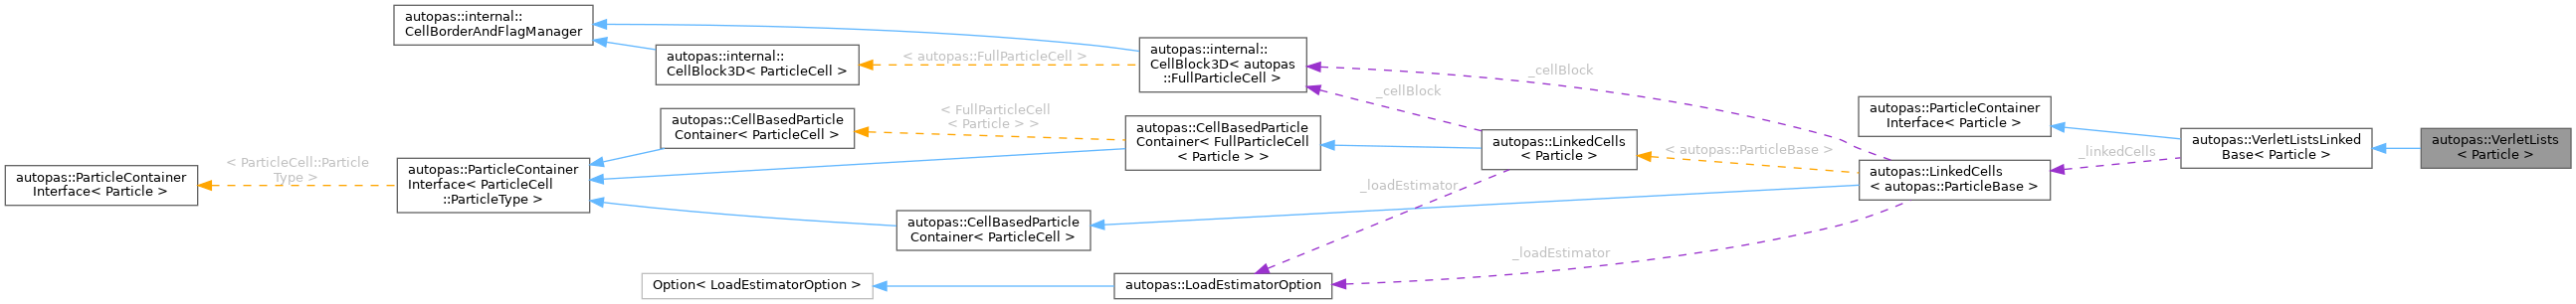 autopas::internal::
CellBorderAndFlagManager
autopas::internal::
CellBlock3D< ParticleCell >
< autopas::FullParticleCell >
autopas::internal::
CellBlock3D< autopas
::FullParticleCell >
_cellBlock
_cellBlock
autopas::CellBasedParticle
Container< ParticleCell >
< FullParticleCell
< Particle > >
autopas::CellBasedParticle
Container< FullParticleCell
< Particle > >
autopas::LinkedCells
< Particle >
< autopas::ParticleBase >
autopas::ParticleContainer
Interface< Particle >
autopas::VerletListsLinked
Base< Particle >
autopas::VerletLists
< Particle >
_linkedCells
autopas::ParticleContainer
Interface< Particle >
< ParticleCell::Particle
Type >
autopas::ParticleContainer
Interface< ParticleCell
::ParticleType >
autopas::LinkedCells
< autopas::ParticleBase >
_loadEstimator
autopas::CellBasedParticle
Container< ParticleCell >
_loadEstimator
Option< LoadEstimatorOption >
autopas::LoadEstimatorOption